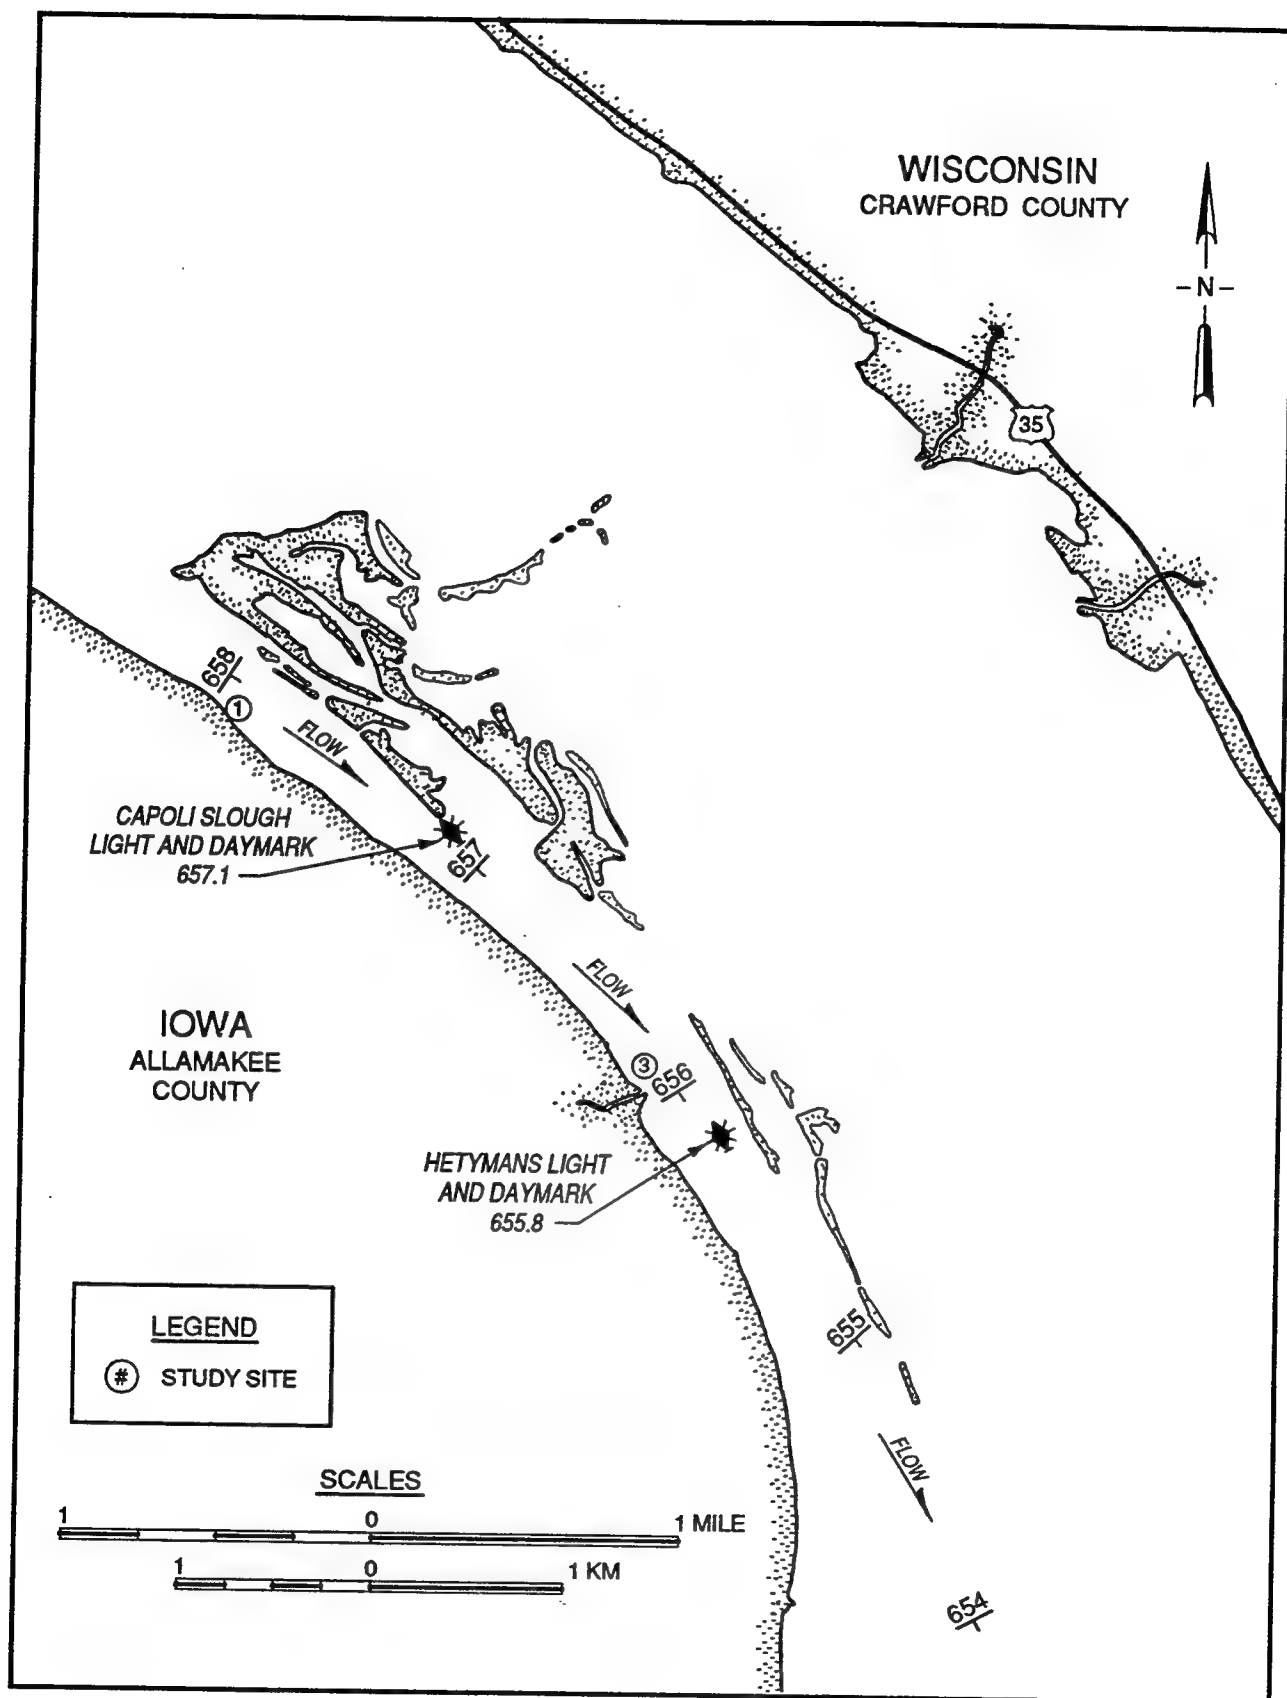 WISCONSIN
CRAWFORD COUNTY
-N-
35
658
1
FLOW
CAPOLI SLOUGH
LIGHT AND DAYMARK
657.1
657
FLOW
IOWA
ALLAMAKEE
COUNTY
3
656
HETYMANS LIGHT
AND DAYMARK
655.8
655
LEGEND
# STUDY SITE
FLOW
SCALES
1 0 1 MILE
1 0 1 KM
654